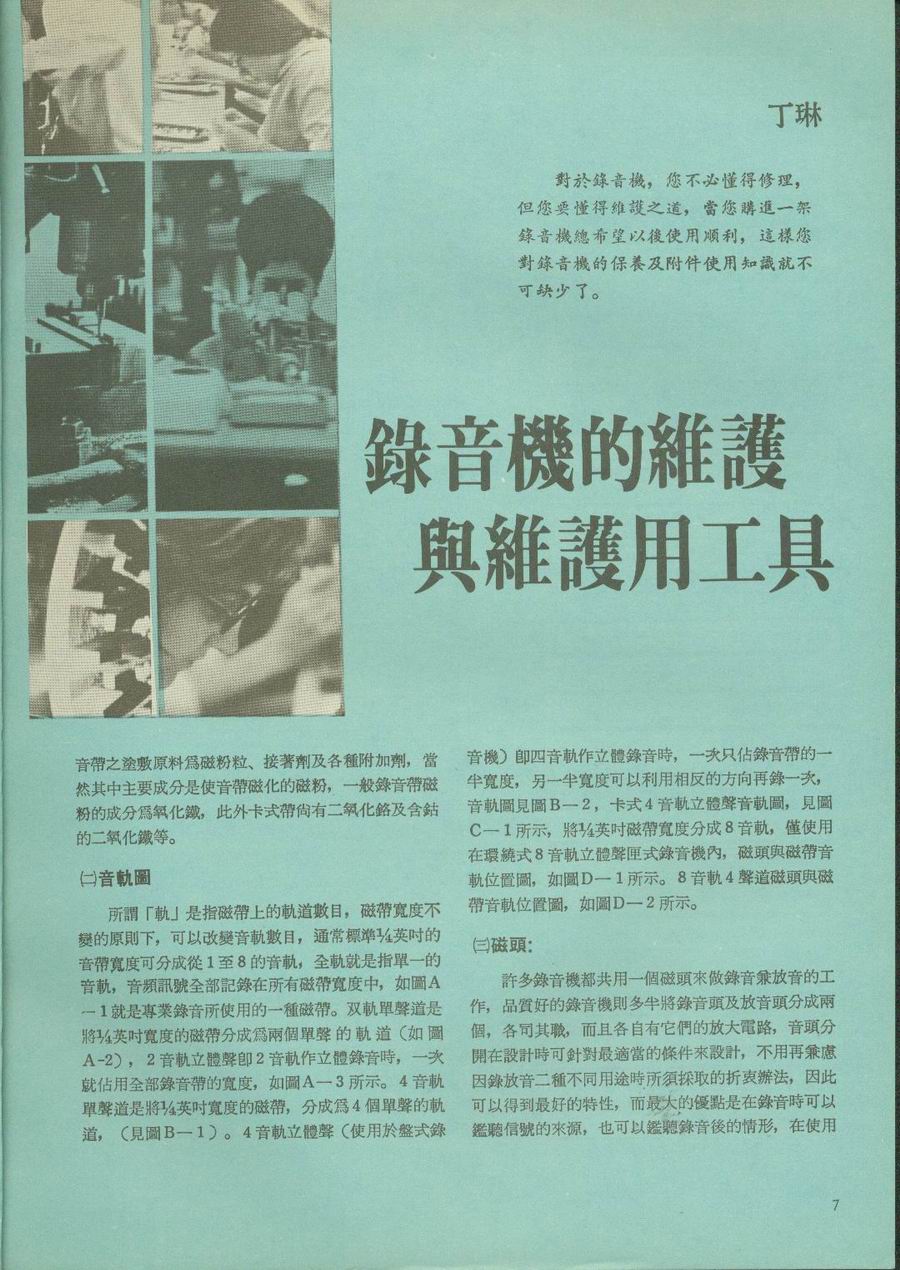 丁琳
對於錄音機，您不必懂得修理，
但您要懂得維護之道，當您購進一架
錄音機總希望以後使用順利，這樣您
對錄音機的保養及附件使用知識就不
可缺少了。
錄音機的維護
與維護用工具
音帶之塗敷原料爲磁粉粒、接著劑及各種附加劑，當
然其中主要成分是使音帶磁化的磁粉，一般錄音帶磁
粉的成分爲氧化鐵，此外卡式帶尙有二氧化鉻及含鈷
的二氧化鐵等。
㈡音軌圖
所謂「軌」是指磁帶上的軌道數目，磁帶寬度不
變的原則下，可以改變音軌數目，通常標準¼英吋的
音帶寬度可分成從1至8的音軌，全軌就是指單一的
音軌，音頻訊號全部記錄在所有磁帶寬度中，如圖A
—1就是專業錄音所使用的一種磁帶。双軌單聲道是
將¼英吋寬度的磁帶分成爲兩個單聲的軌道（如圖
A-2），2音軌立體聲卽2音軌作立體錄音時，一次
就佔用全部錄音帶的寬度，如圖A—3所示。4音軌
單聲道是將¼英吋寬度的磁帶，分成爲4個單聲的軌
道，（見圖B—1）。4音軌立體聲（使用於盤式錄
音機）卽四音軌作立體錄音時，一次只佔錄音帶的一
半寬度，另一半寬度可以利用相反的方向再錄一次，
音軌圖見圖B—2，卡式4音軌立體聲音軌圖，見圖
C—1所示，將¼英吋磁帶寬度分成8音軌，僅使用
在環繞式8音軌立體聲匣式錄音機內，磁頭與磁帶音
軌位置圖，如圖D—1所示。8音軌4聲道磁頭與磁
帶音軌位置圖，如圖D—2所示。
㈢磁頭：
許多錄音機都共用一個磁頭來做錄音兼放音的工
作，品質好的錄音機則多半將錄音頭及放音頭分成兩
個，各司其職，而且各自有它們的放大電路，音頭分
開在設計時可針對最適當的條件來設計，不用再兼慮
因錄放音二種不同用途時所須採取的折衷辦法，因此
可以得到最好的特性，而最大的優點是在錄音時可以
鑑聽信號的來源，也可以鑑聽錄音後的情形，在使用
7